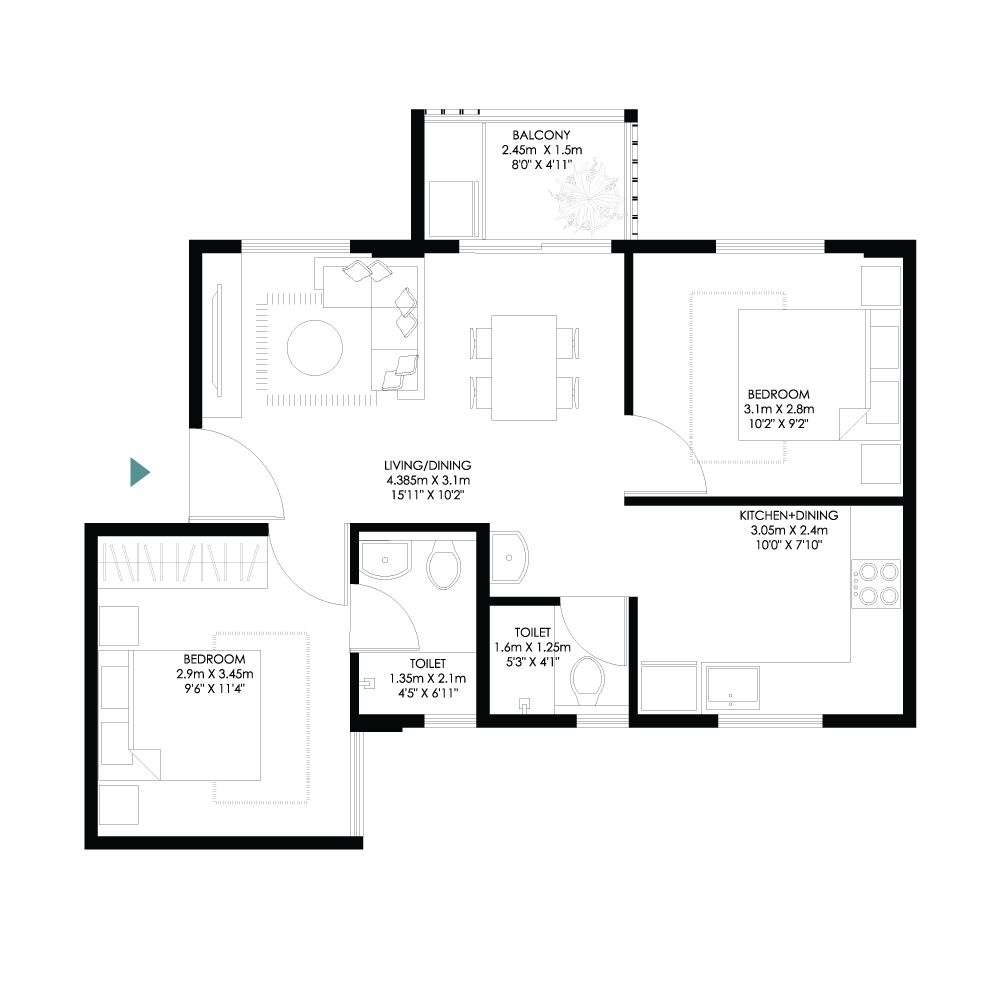 BALCONY
2.45m X 1.5m
8'0" X 4'11"
BEDROOM
3.1m X 2.8m
10'2" X 9'2"
LIVING/DINING
4.385m X 3.1m
15'11" X 10'2"
KITCHEN+DINING
3.05m X 2.4m
10'0" X 7'10"
TOILET
1.6m X 1.25m
5'3" X 4'1"
BEDROOM
2.9m X 3.45m
9'6" X 11'4"
TOILET
1.35m X 2.1m
4'5" X 6'11"